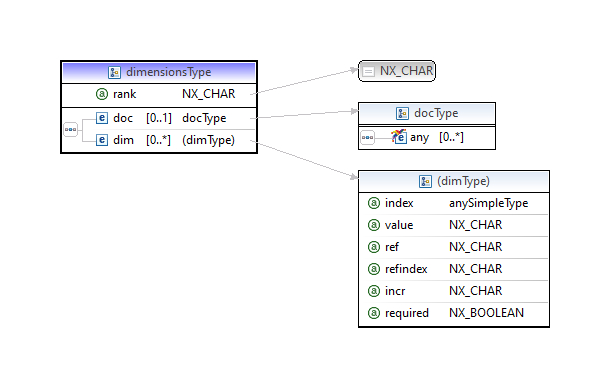 dimensionsType
rank NX_CHAR
doc [0..1] docType
dim [0..*] (dimType)
NX_CHAR
docType
any [0..*]
(dimType)
index anySimpleType
value NX_CHAR
ref NX_CHAR
refindex NX_CHAR
incr NX_CHAR
required NX_BOOLEAN